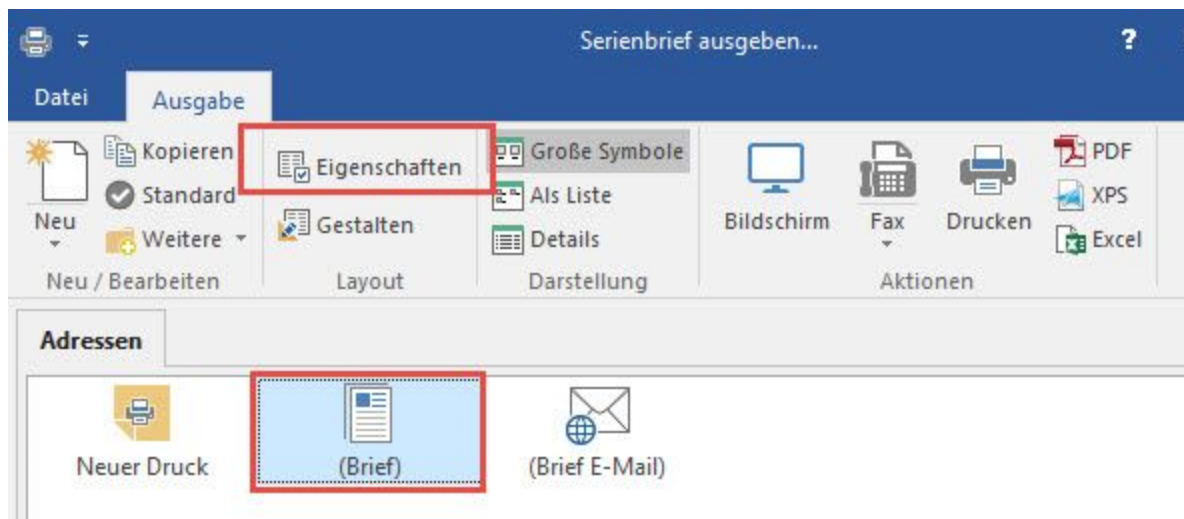 Serienbrief ausgeben...
?
Datei
Ausgabe
Neu
Kopieren
Standard
Weitere
Neu / Bearbeiten
Eigenschaften
Gestalten
Layout
Große Symbole
Als Liste
Details
Darstellung
Bildschirm
Fax
Drucken
PDF
XPS
Excel
Aktionen
Adressen
Neuer Druck
(Brief)
(Brief E-Mail)